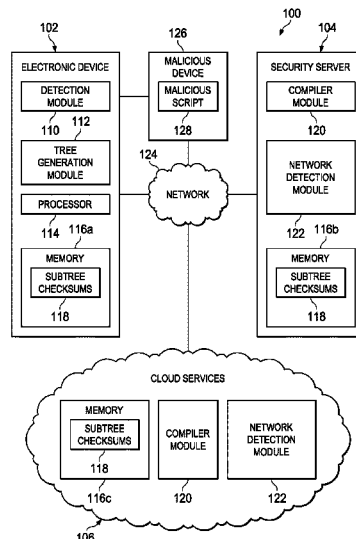 100
102
ELECTRONIC DEVICE
DETECTION
MODULE
110
112
TREE
GENERATION
MODULE
PROCESSOR
114
116a
MEMORY
SUBTREE
CHECKSUMS
118
126
MALICIOUS
DEVICE
MALICIOUS
SCRIPT
128
124
NETWORK
104
SECURITY SERVER
COMPILER
MODULE
120
NETWORK
DETECTION
MODULE
122
116b
MEMORY
SUBTREE
CHECKSUMS
118
CLOUD SERVICES
MEMORY
SUBTREE
CHECKSUMS
118
116c
COMPILER
MODULE
120
NETWORK
DETECTION
MODULE
122
106